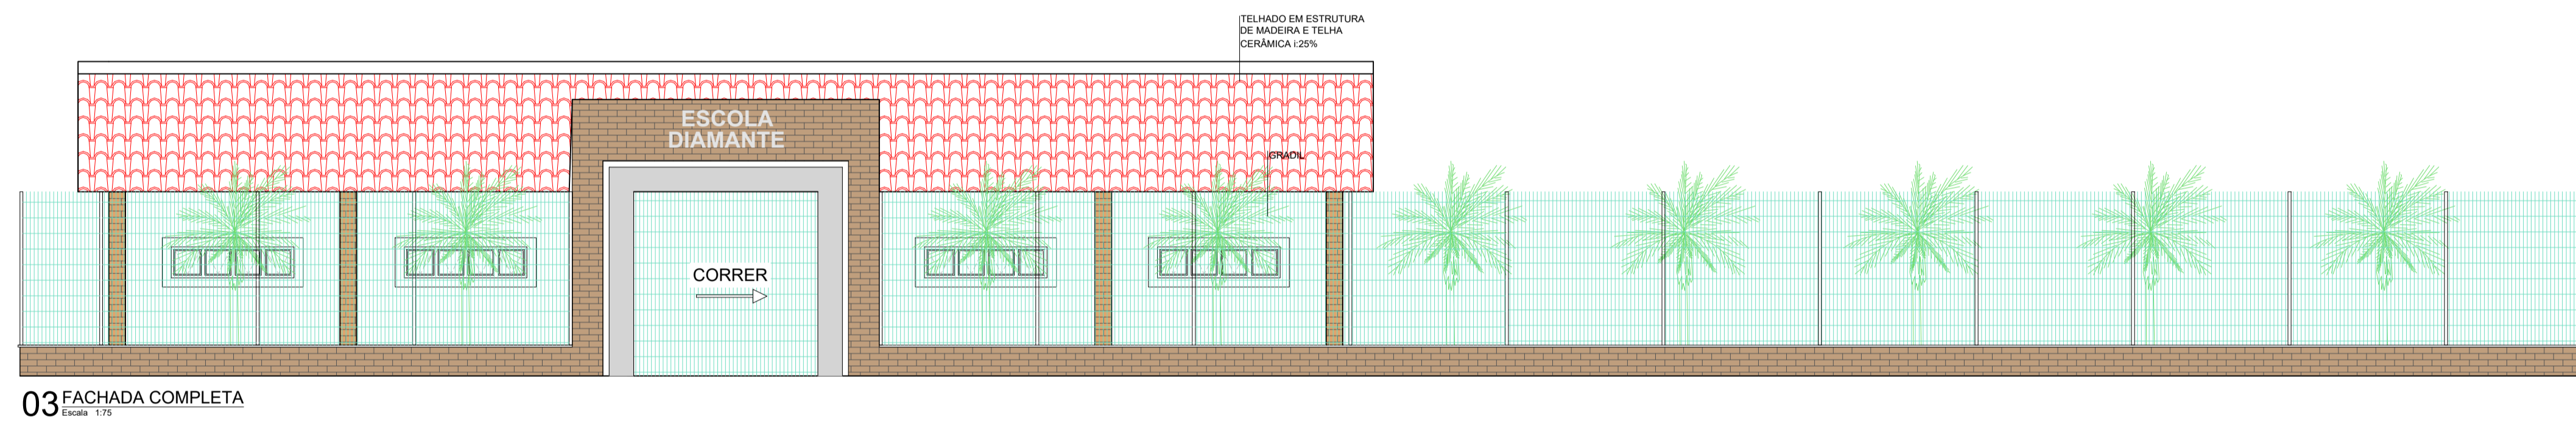 TELHADO EM ESTRUTURA
DE MADEIRA E TELHA
CERÂMICA i:25%
ESCOLA
DIAMANTE
GRADIL
CORRER
03 FACHADA COMPLETA
Escala 1:75